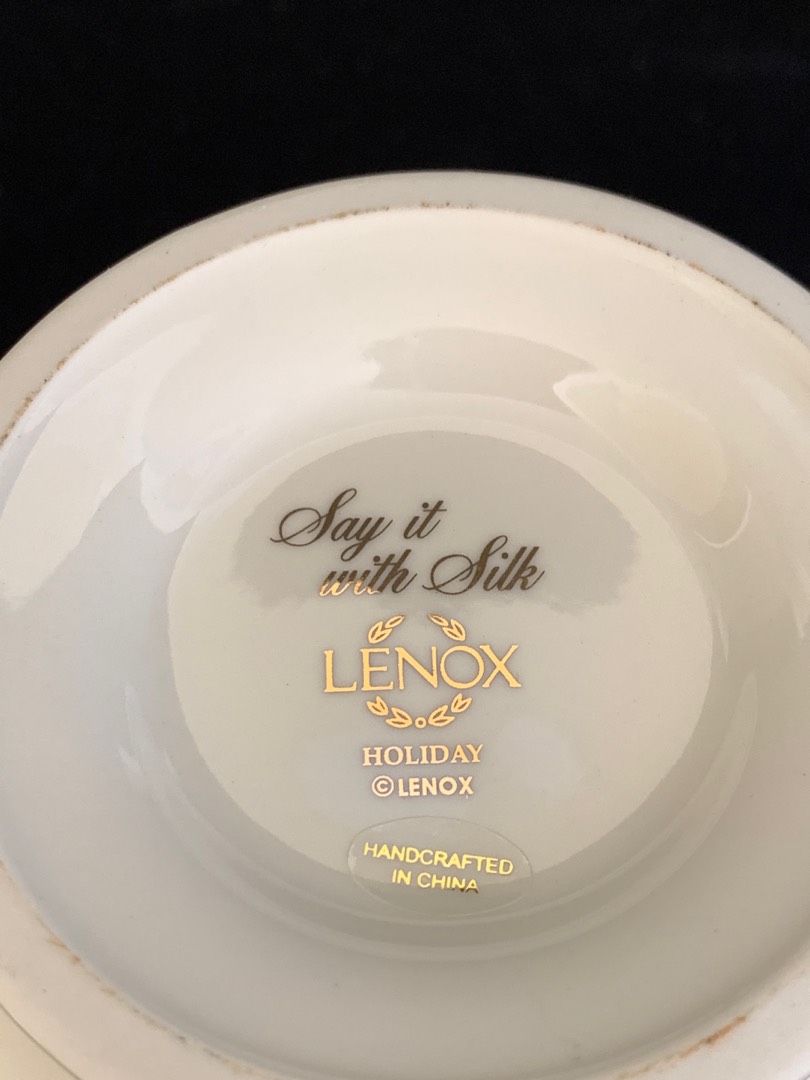 Say it
with Silk
LENOX
HOLIDAY
©LENOX
HANDCRAFTED
IN CHINA